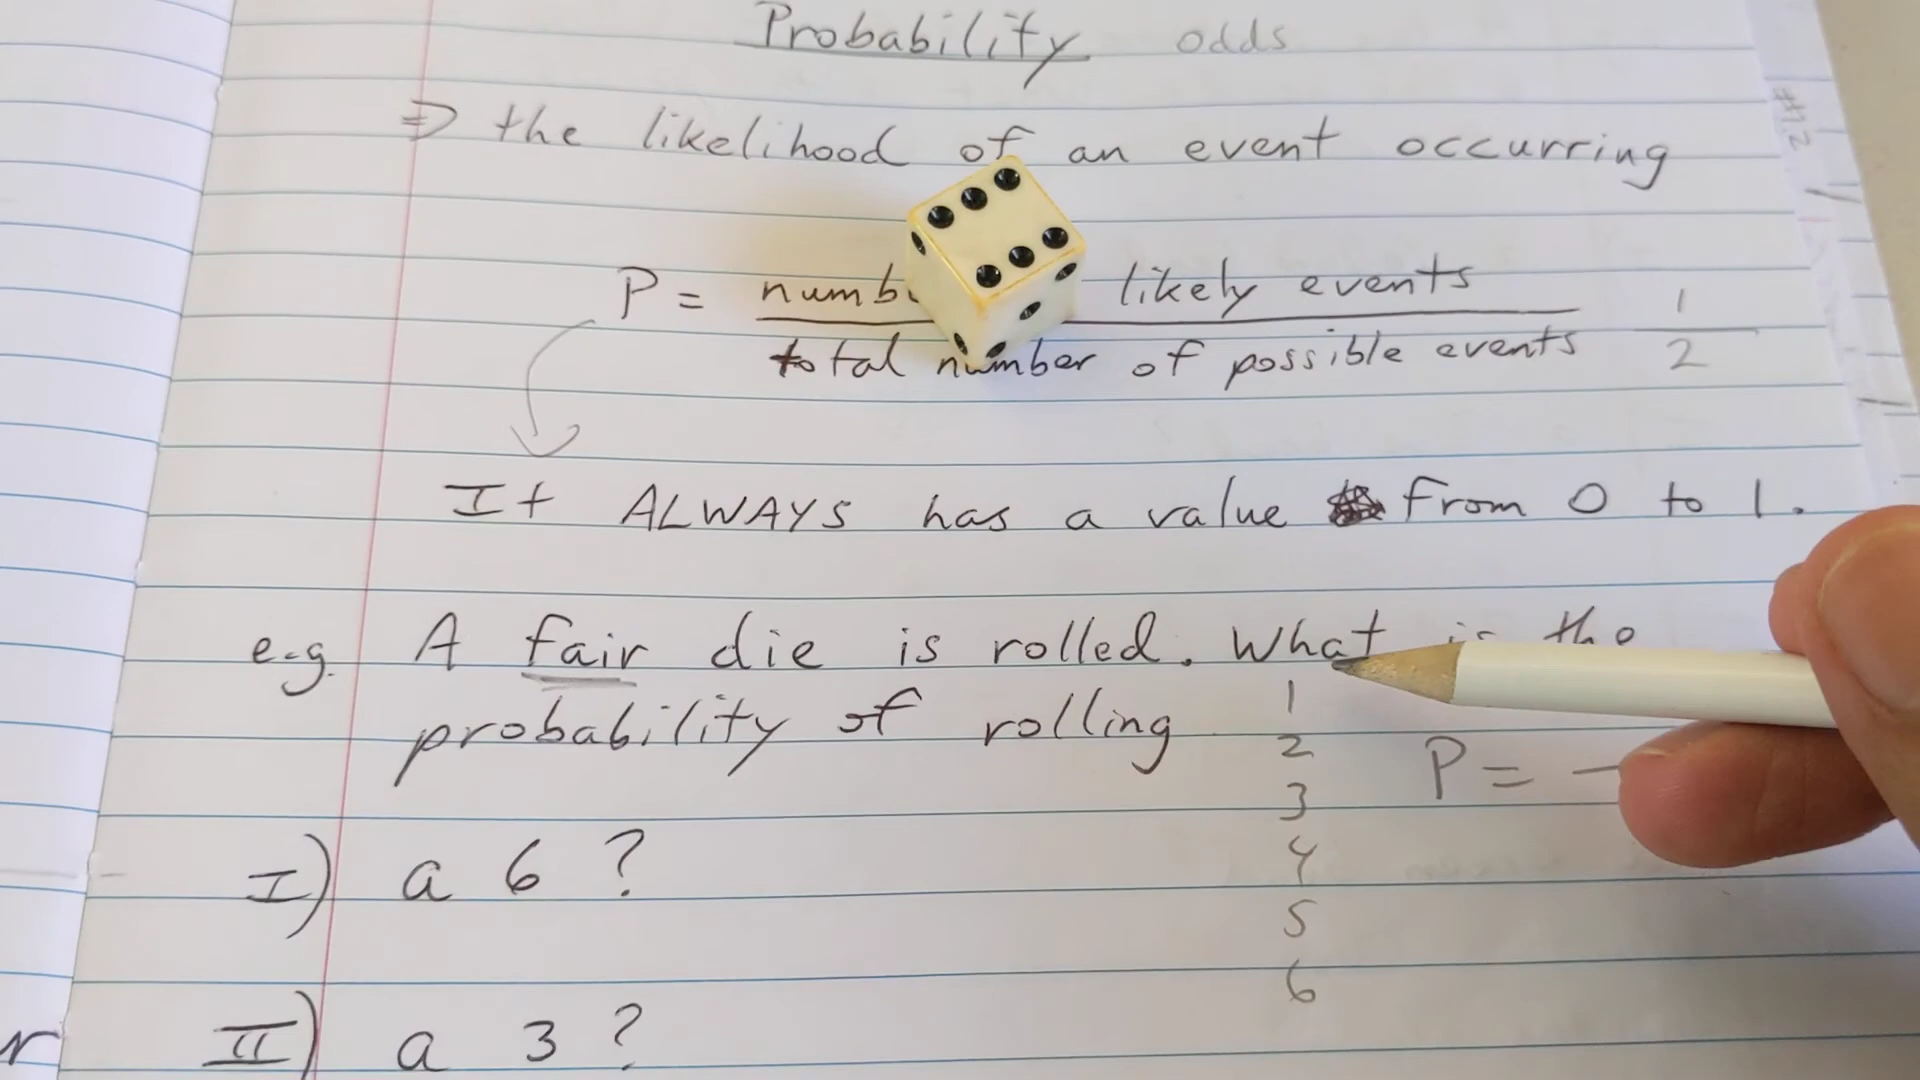 Probability odds
⇒ the likelihood of an event occurring
P = likely events
total number of possible events
1
2
It ALWAYS has a value from 0 to 1.
e.g. A fair die is rolled. What is the
probability of rolling
1
2
3
4
5
6
P =
I) a 6 ?
II) a 3 ?